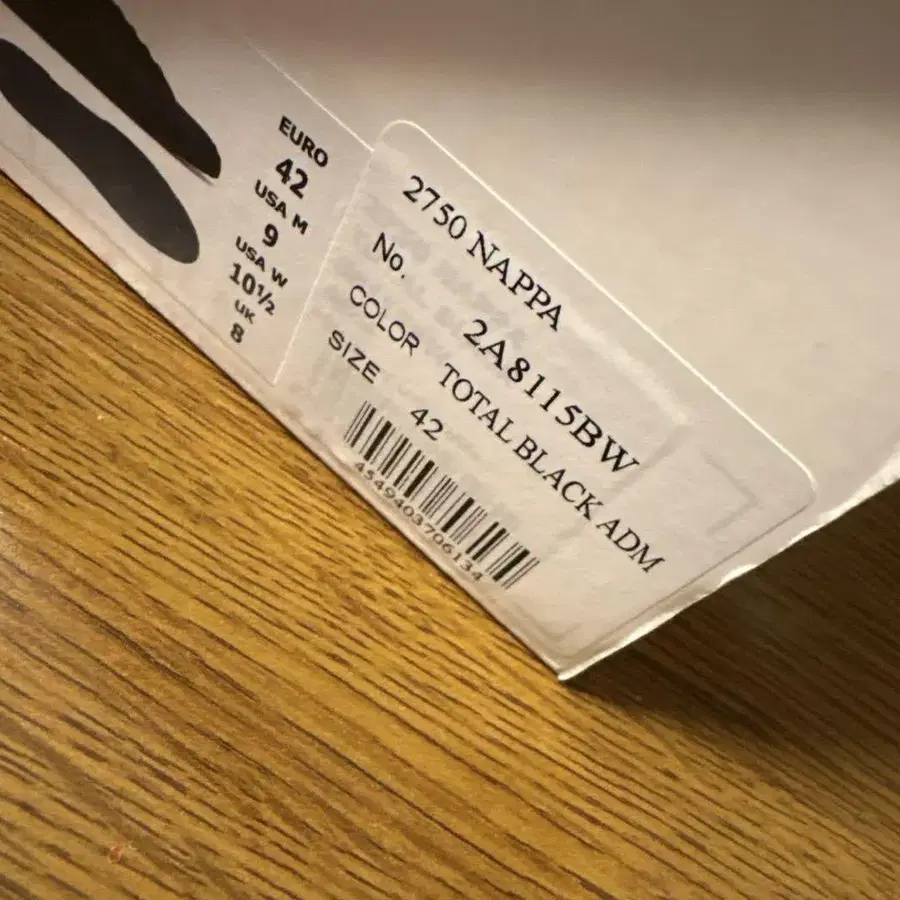 EURO
42
USA M
9
USA W
10½
UK
8
2750 NAPPA
No. 2A8115BW
COLOR TOTAL BLACK ADM
SIZE 42
4549403706134